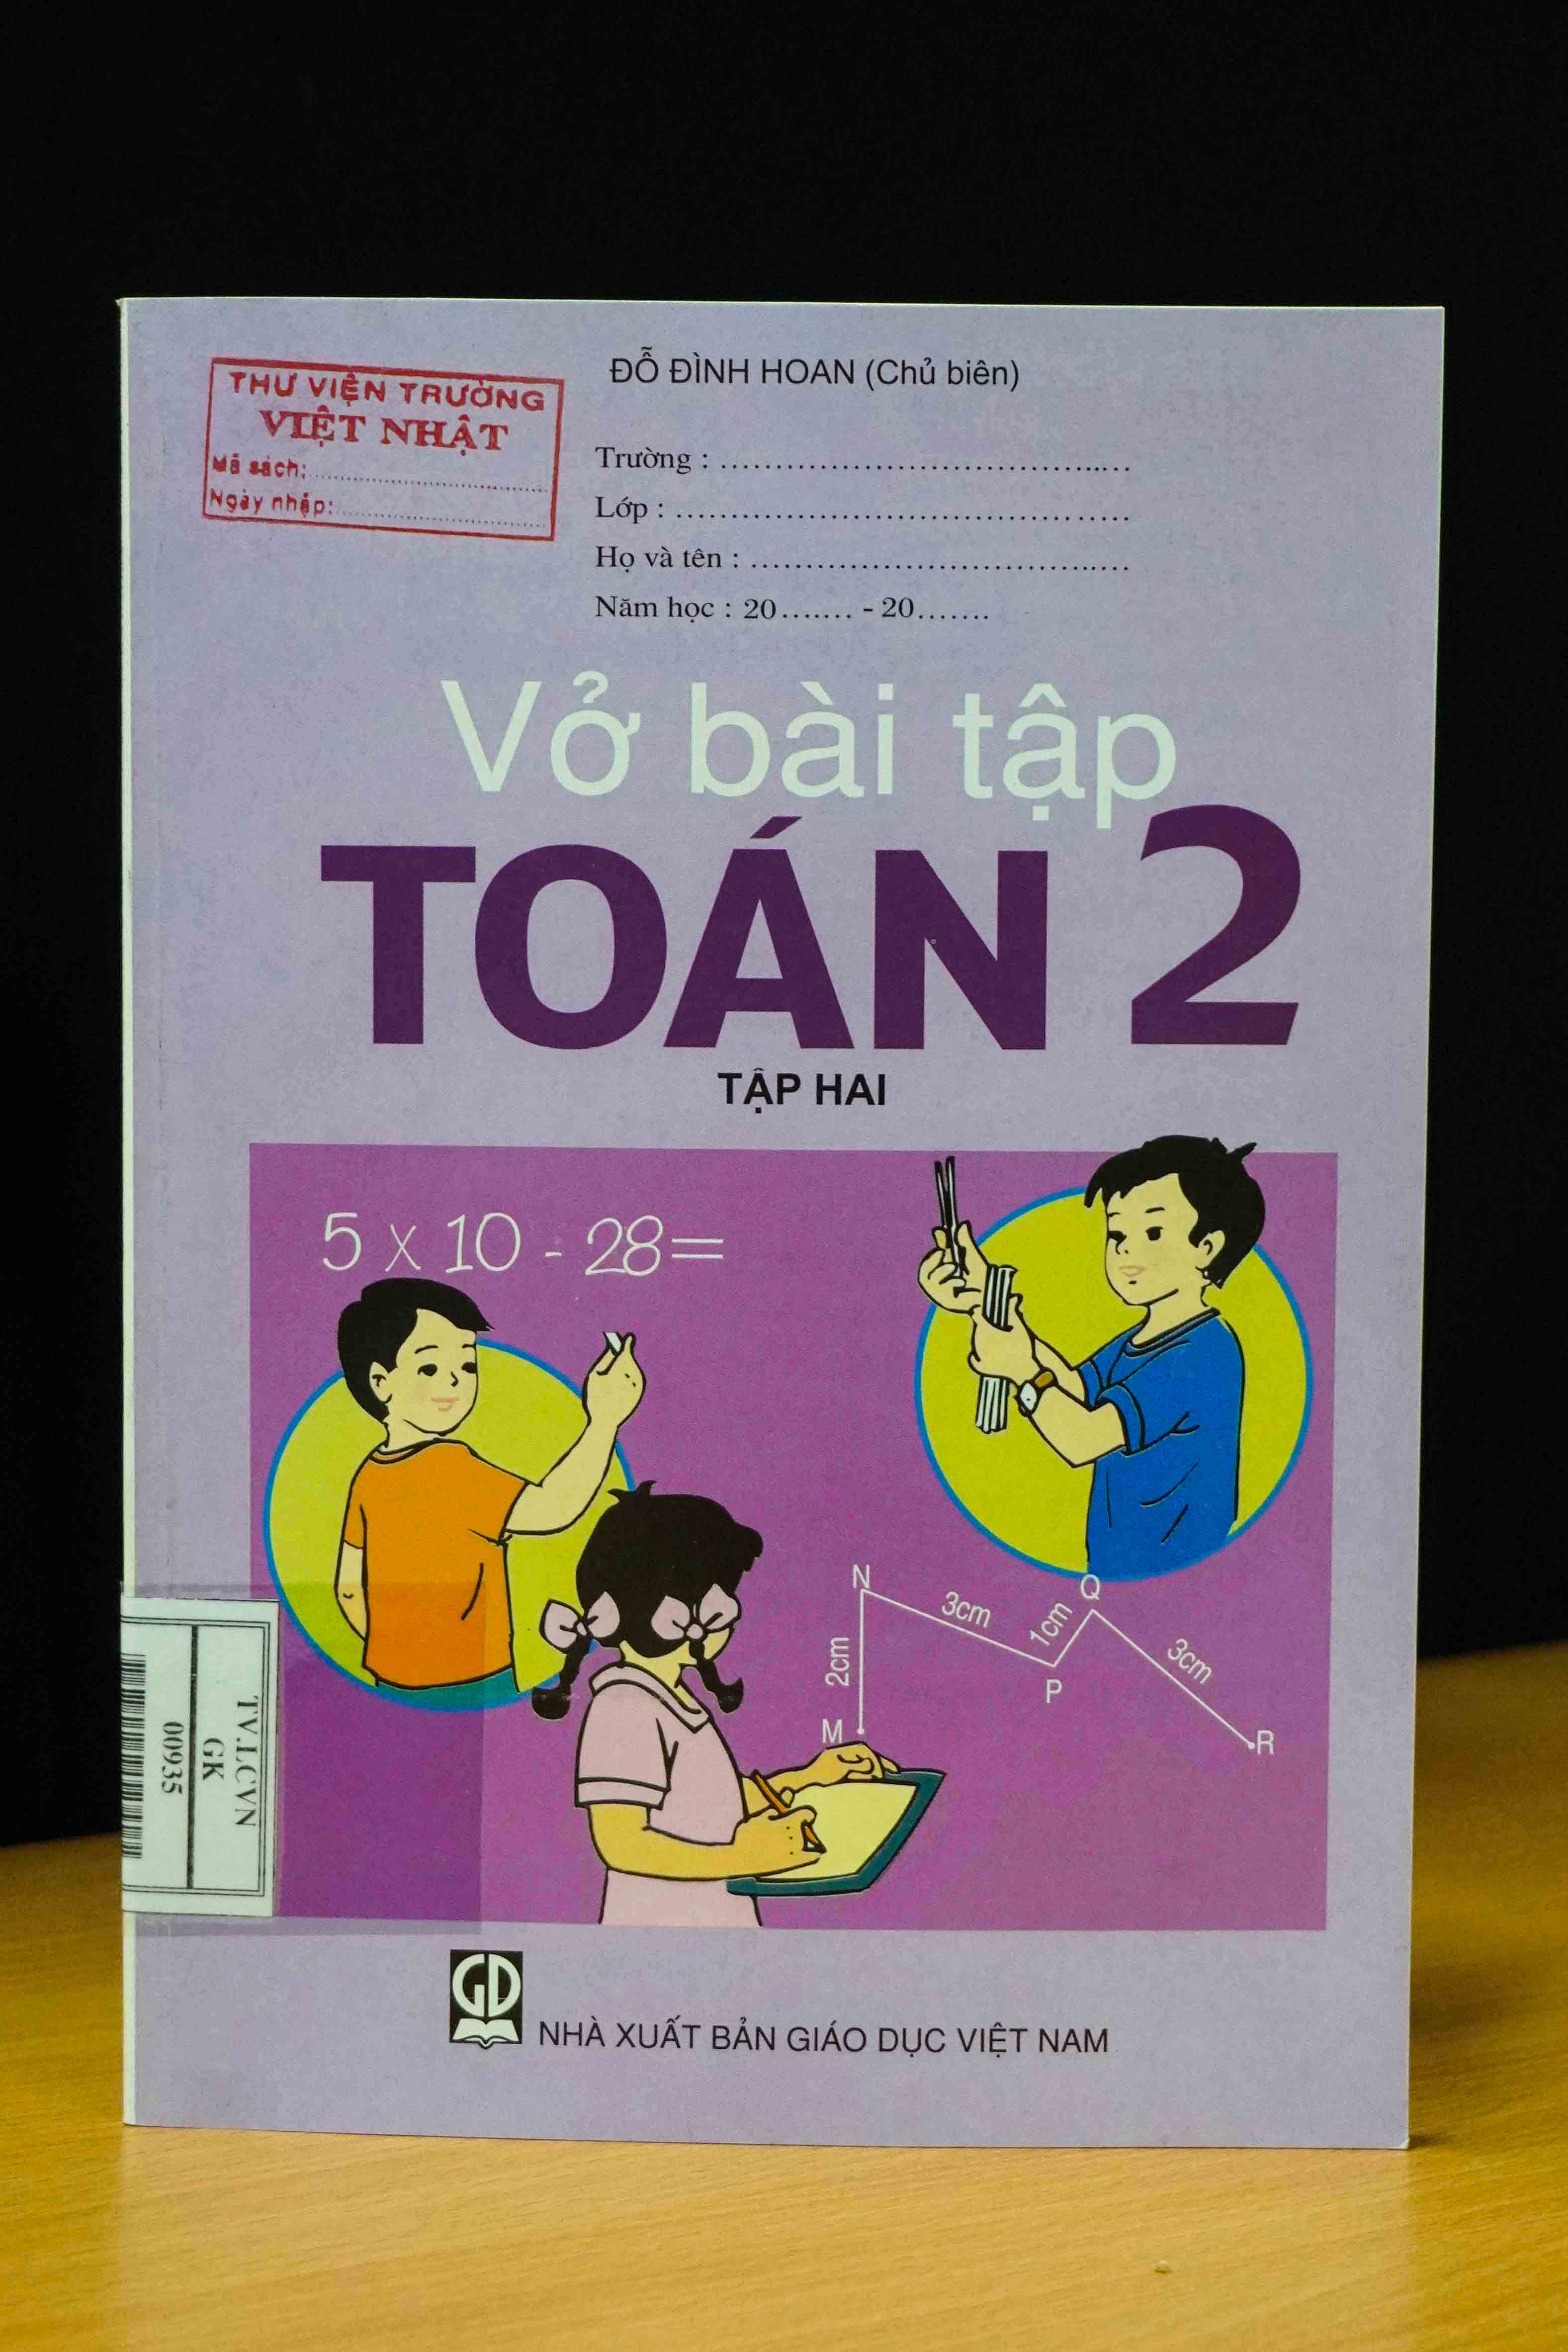 THƯ VIỆN TRƯỜNG
VIỆT NHẬT
Mã sách:..............................
Ngày nhập:..............................
ĐỖ ĐÌNH HOAN (Chủ biên)
Trường : ........................................
Lớp : ...........................................
Họ và tên : .....................................
Năm học : 20....... - 20.......
Vở bài tập
TOÁN 2
TẬP HAI
5 x 10 - 28=
N
3cm
Q
1cm
2cm
3cm
P
M
R
TV.LCVN
GK
00935
GD
NHÀ XUẤT BẢN GIÁO DỤC VIỆT NAM